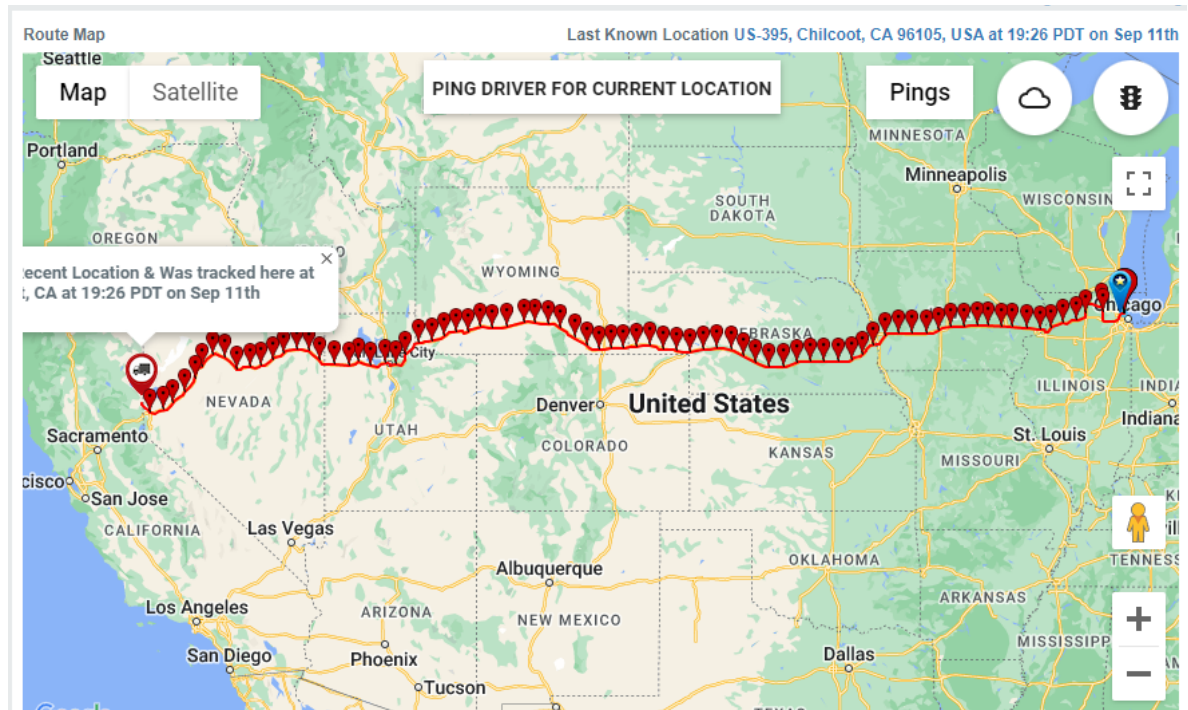 Route Map
Last Known Location US-395, Chilcoot, CA 96105, USA at 19:26 PDT on Sep 11th
Seattle
Map
Satellite
PING DRIVER FOR CURRENT LOCATION
Pings
MINNESOTA
Portland
Minneapolis
WISCONSIN
SOUTH
DAKOTA
OREGON
ecent Location & Was tracked here at
t, CA at 19:26 PDT on Sep 11th
WYOMING
Chicago
City
NEVADA
Denver
United States
ILLINOIS
INDIA
Indiana
UTAH
COLORADO
KANSAS
St. Louis
MISSOURI
Sacramento
cisco
San Jose
CALIFORNIA
Las Vegas
OKLAHOMA
TENNESS
Albuquerque
ARKANSAS
Los Angeles
ARIZONA
NEW MEXICO
MISSISSIPP
San Diego
Phoenix
Dallas
Tucson